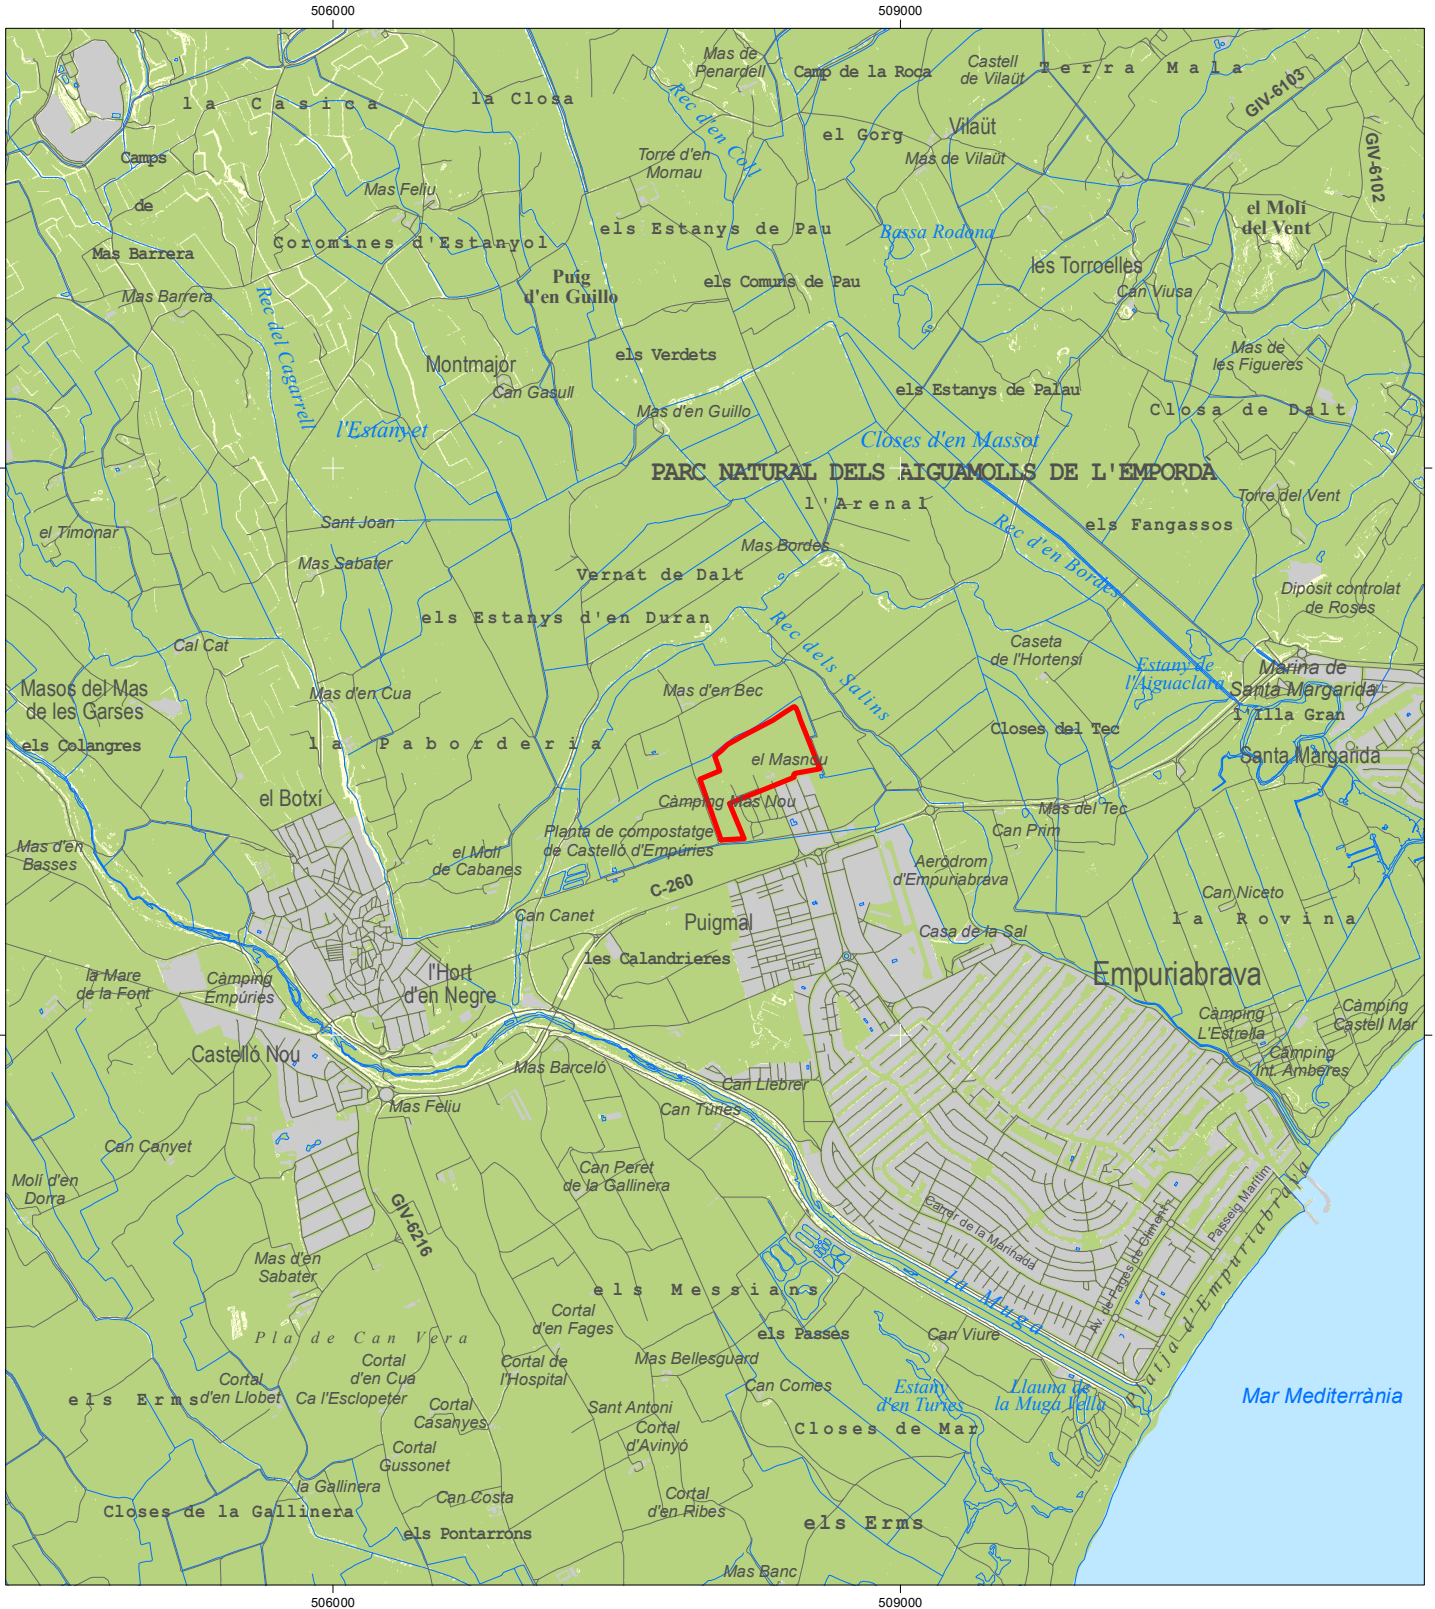 506000
509000
Mas de
Penardell
Camp de la Roca
Castell
de Vilaüt
Terra Mala
GIV-6103
la Casica
la Closa
Rec d'en Coll
el Gorg
Vilaüt
GIV-6102
Camps
de
Mas Barrera
Torre d'en
Mornau
Mas de Vilaüt
Mas Feliu
el Molí
del Vent
Coromines d'Estanyol
els Estanys de Pau
Bassa Rodona
les Torroelles
Puig
d'en Guillo
els Comuns de Pau
Can Viusa
Mas Barrera
Rec del Cagarrell
Montmajor
els Verdets
Mas de
les Figueres
Can Gasull
els Estanys de Palau
Mas d'en Guillo
Closa de Dalt
l'Estanyet
Closes d'en Massot
PARC NATURAL DELS AIGUAMOLLS DE L'EMPORDÀ
l'Arenal
Torre del Vent
el Timonar
Sant Joan
Rec d'en Bordes
els Fangassos
Mas Bordes
Mas Sabater
Vernat de Dalt
Dipòsit controlat
de Roses
els Estanys d'en Duran
Rec dels Salins
Cal Cat
Caseta
de l'Hortensi
Estany de
l'Aiguaclara
Marina de
Santa Margarida
Masos del Mas
de les Garses
Mas d'en Cua
Mas d'en Bec
l'Illa Gran
els Colangres
la Paborderia
Closes del Tec
el Masnou
Santa Margarida
el Botxí
Càmping Mas Nou
Mas del Tec
Planta de compostatge
de Castelló d'Empúries
Can Prim
Mas d'en
Basses
el Molí
de Cabanes
Aeròdrom
d'Empuriabrava
C-260
Can Niceto
Can Canet
Puigmal
la Rovina
Casa de la Sal
les Calandrieres
la Mare
de la Font
Càmping
Empúries
l'Hort
d'en Negre
Empuriabrava
Càmping
L'Estrella
Càmping
Castell Mar
Castelló Nou
Càmping
Int. Amberes
Mas Barceló
Can Llebrer
Mas Feliu
Can Túnes
Can Canyet
Can Peret
de la Gallinera
Molí d'en
Dorra
GIV-6216
Carrer de la Marinada
Av. de Fages de Climent
Passeig Marítim
Platja d'Empuriabrava
Mas d'en
Sabater
els Messians
la Muga
Cortal
d'en Fages
els Passes
Can Viure
Pla de Can Vera
Cortal
d'en Cua
Cortal de
l'Hospital
Mas Bellesguard
Can Comes
Estany
d'en Turies
Llauna de
la Muga Vella
Mar Mediterrània
els Erms
Cortal
d'en Llobet
Ca l'Esclopeter
Cortal
Casanyes
Sant Antoni
Cortal
d'Avinyó
Closes de Mar
Cortal
Gussonet
la Gallinera
Can Costa
Cortal
d'en Ribes
Closes de la Gallinera
els Pontarrons
els Erms
Mas Banc
506000
509000